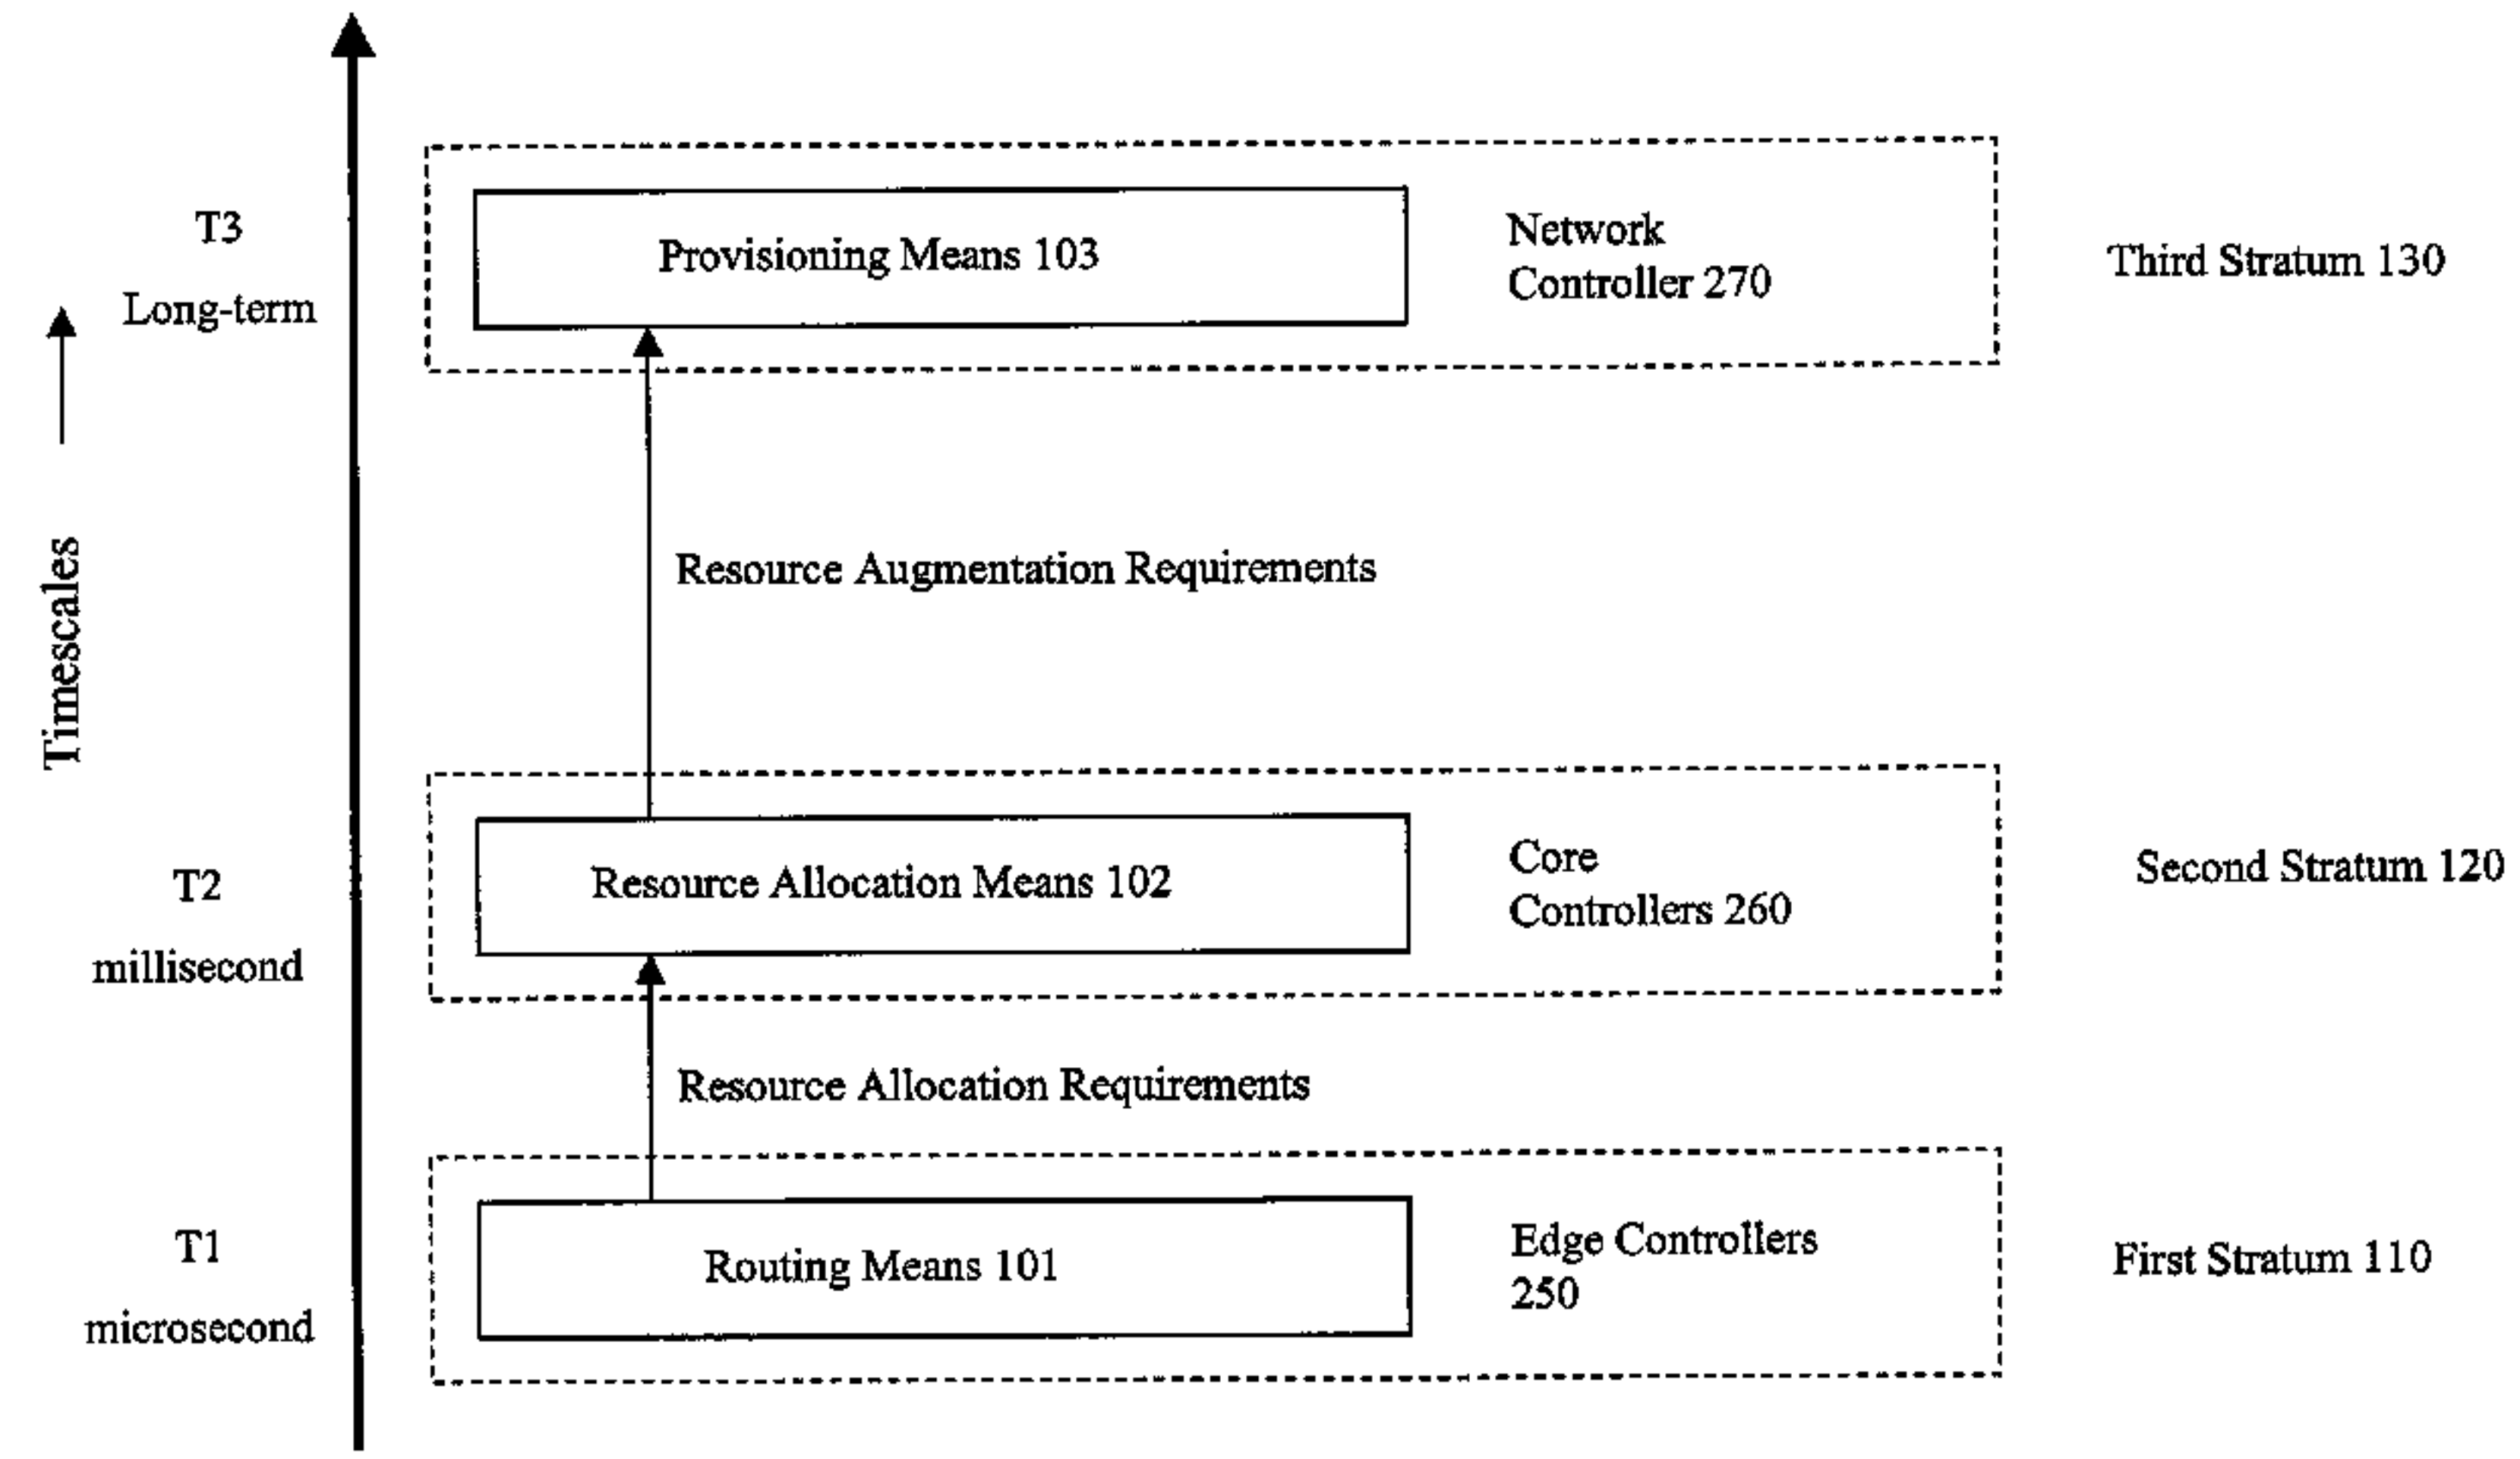 T3
Long-term
Provisioning Means 103
Network
Controller 270
Third Stratum 130
Timescales
Resource Augmentation Requirements
T2
millisecond
Resource Allocation Means 102
Core
Controllers 260
Second Stratum 120
Resource Allocation Requirements
T1
microsecond
Routing Means 101
Edge Controllers
250
First Stratum 110